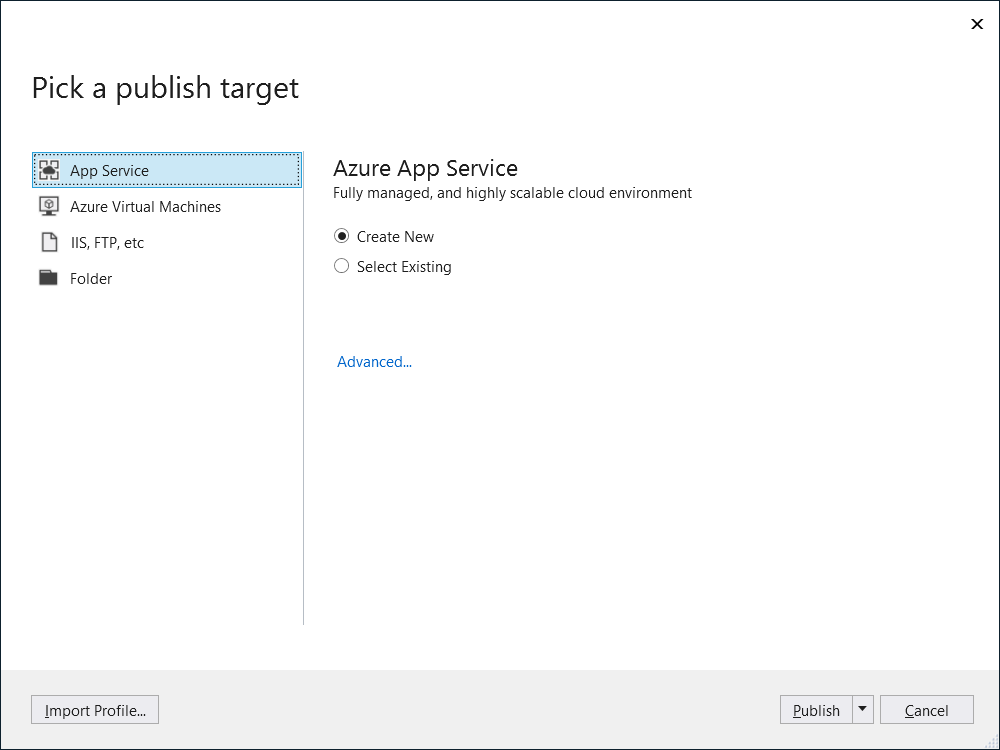 Pick a publish target
App Service
Azure Virtual Machines
IIS, FTP, etc
Folder
Azure App Service
Fully managed, and highly scalable cloud environment
Create New
Select Existing
Advanced...
Import Profile...
Publish
Cancel